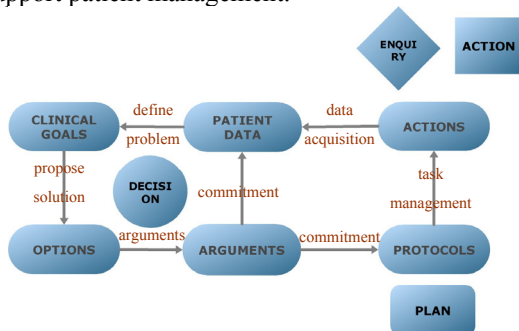 upport patient management.
ENQUI
RY
ACTION
define
data
CLINICAL
GOALS
PATIENT
DATA
ACTIONS
problem
acquisition
propose
solution
DECISI
ON
commitment
task
management
OPTIONS
arguments
ARGUMENTS
commitment
PROTOCOLS
PLAN